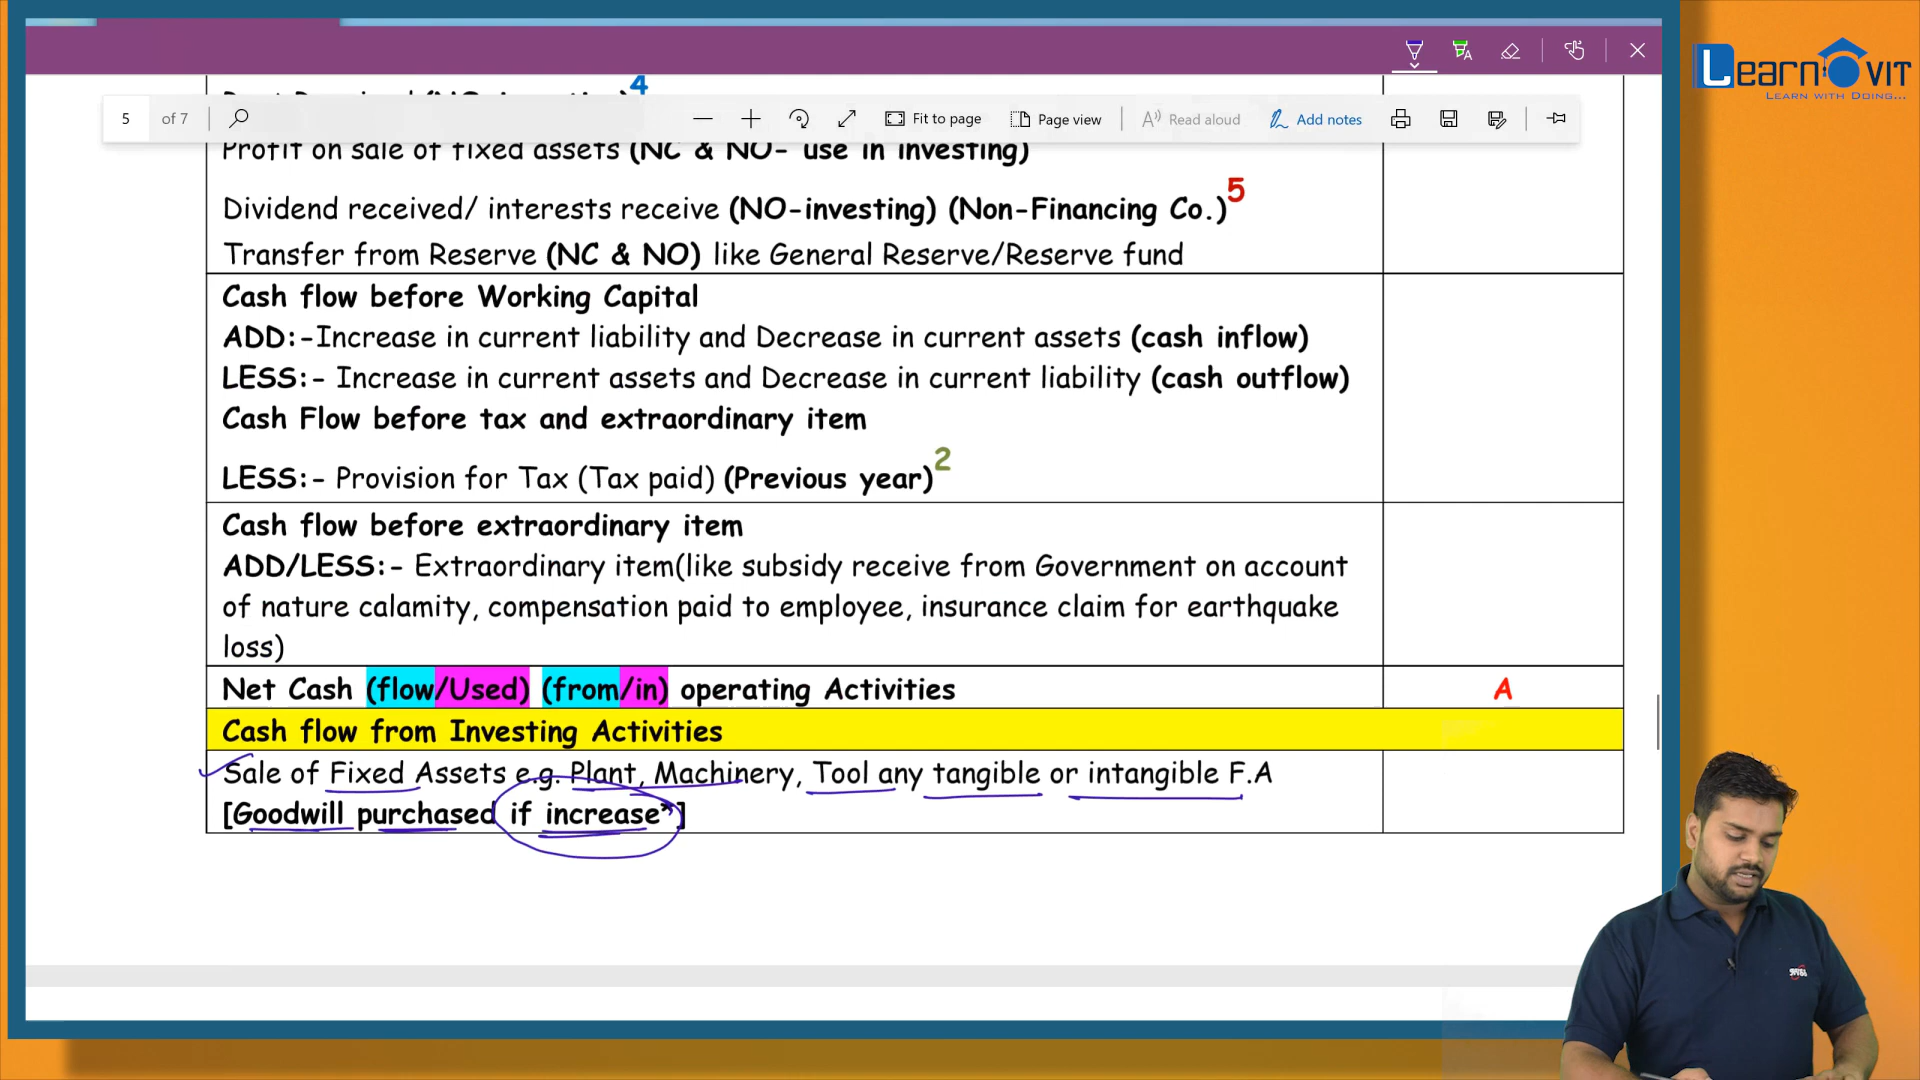 LearnOVIT
LEARN WITH DOING...
5 of 7
Fit to page
Page view
Read aloud
Add notes
4
Profit on sale of fixed assets (NC & NO- use in investing)
Dividend received/ interests receive (NO-investing) (Non-Financing Co.)5
Transfer from Reserve (NC & NO) like General Reserve/Reserve fund
Cash flow before Working Capital
ADD:-Increase in current liability and Decrease in current assets (cash inflow)
LESS:- Increase in current assets and Decrease in current liability (cash outflow)
Cash Flow before tax and extraordinary item
LESS:- Provision for Tax (Tax paid) (Previous year)2
Cash flow before extraordinary item
ADD/LESS:- Extraordinary item(like subsidy receive from Government on account
of nature calamity, compensation paid to employee, insurance claim for earthquake
loss)
Net Cash (flow/Used) (from/in) operating Activities A
Cash flow from Investing Activities
Sale of Fixed Assets e.g. Plant, Machinery, Tool any tangible or intangible F.A
[Goodwill purchased if increase*]